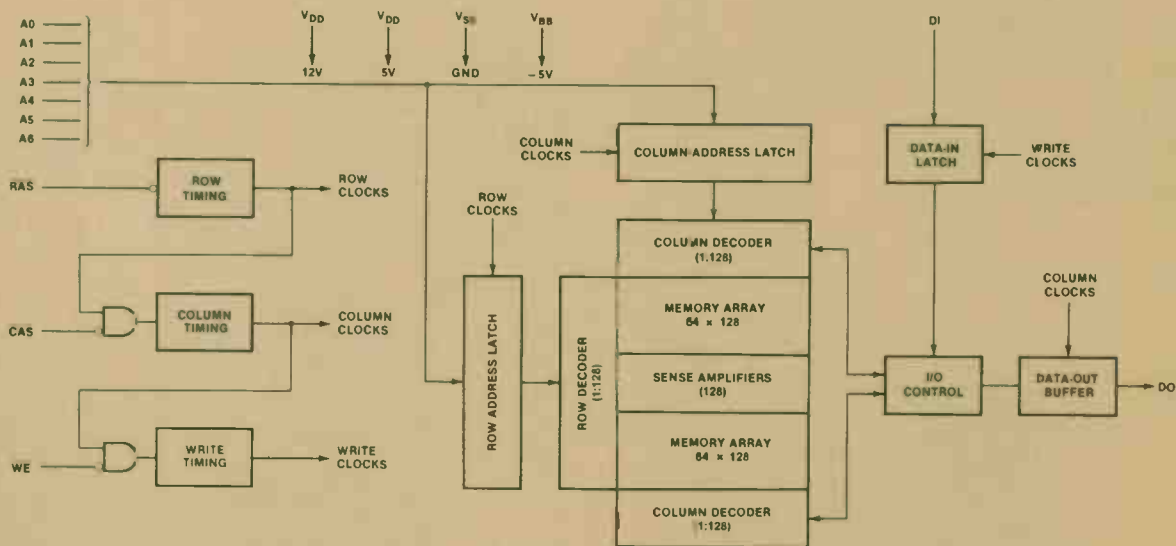 A0
A1
A2
A3
A4
A5
A6
VDD
12V
VDD
5V
VSS
GND
VBB
-5V
DI
COLUMN
CLOCKS
COLUMN ADDRESS LATCH
DATA-IN
LATCH
WRITE
CLOCKS
RAS
ROW
TIMING
ROW
CLOCKS
ROW
CLOCKS
COLUMN DECODER
(1:128)
MEMORY ARRAY
64 × 128
SENSE AMPLIFIERS
(128)
MEMORY ARRAY
64 × 128
COLUMN DECODER
(1:128)
ROW ADDRESS LATCH
ROW DECODER
(1:128)
CAS
COLUMN
TIMING
COLUMN
CLOCKS
COLUMN
CLOCKS
I/O
CONTROL
DATA-OUT
BUFFER
DO
WE
WRITE
TIMING
WRITE
CLOCKS